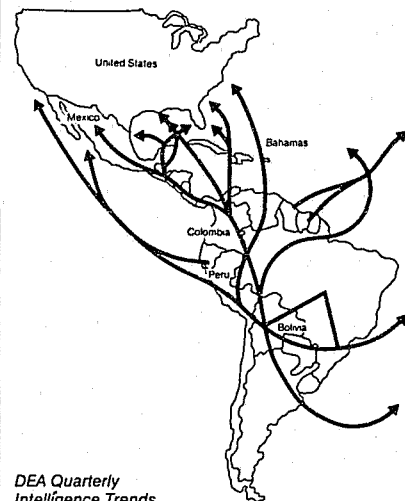 United States
Mexico
Bahamas
Colombia
Peru
Bolivia
DEA Quarterly
Intelligence Trends